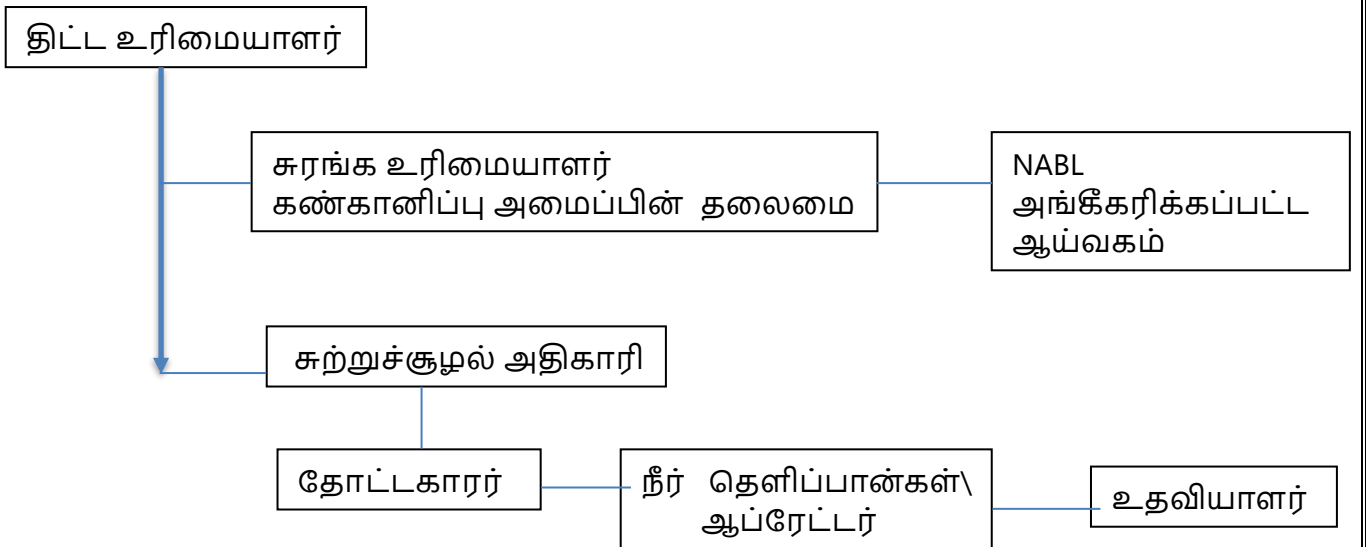 திட்ட உரிமையாளர்
சுரங்க உரிமையாளர்
கண்கானிப்பு அமைப்பின் தலைமை
NABL
அங்கீகரிக்கப்பட்ட
ஆய்வகம்
சுற்றுச்சூழல் அதிகாரி
தோட்டகாரர்
நீர் தெளிப்பான்கள்\
ஆப்ரேட்டர்
உதவியாளர்